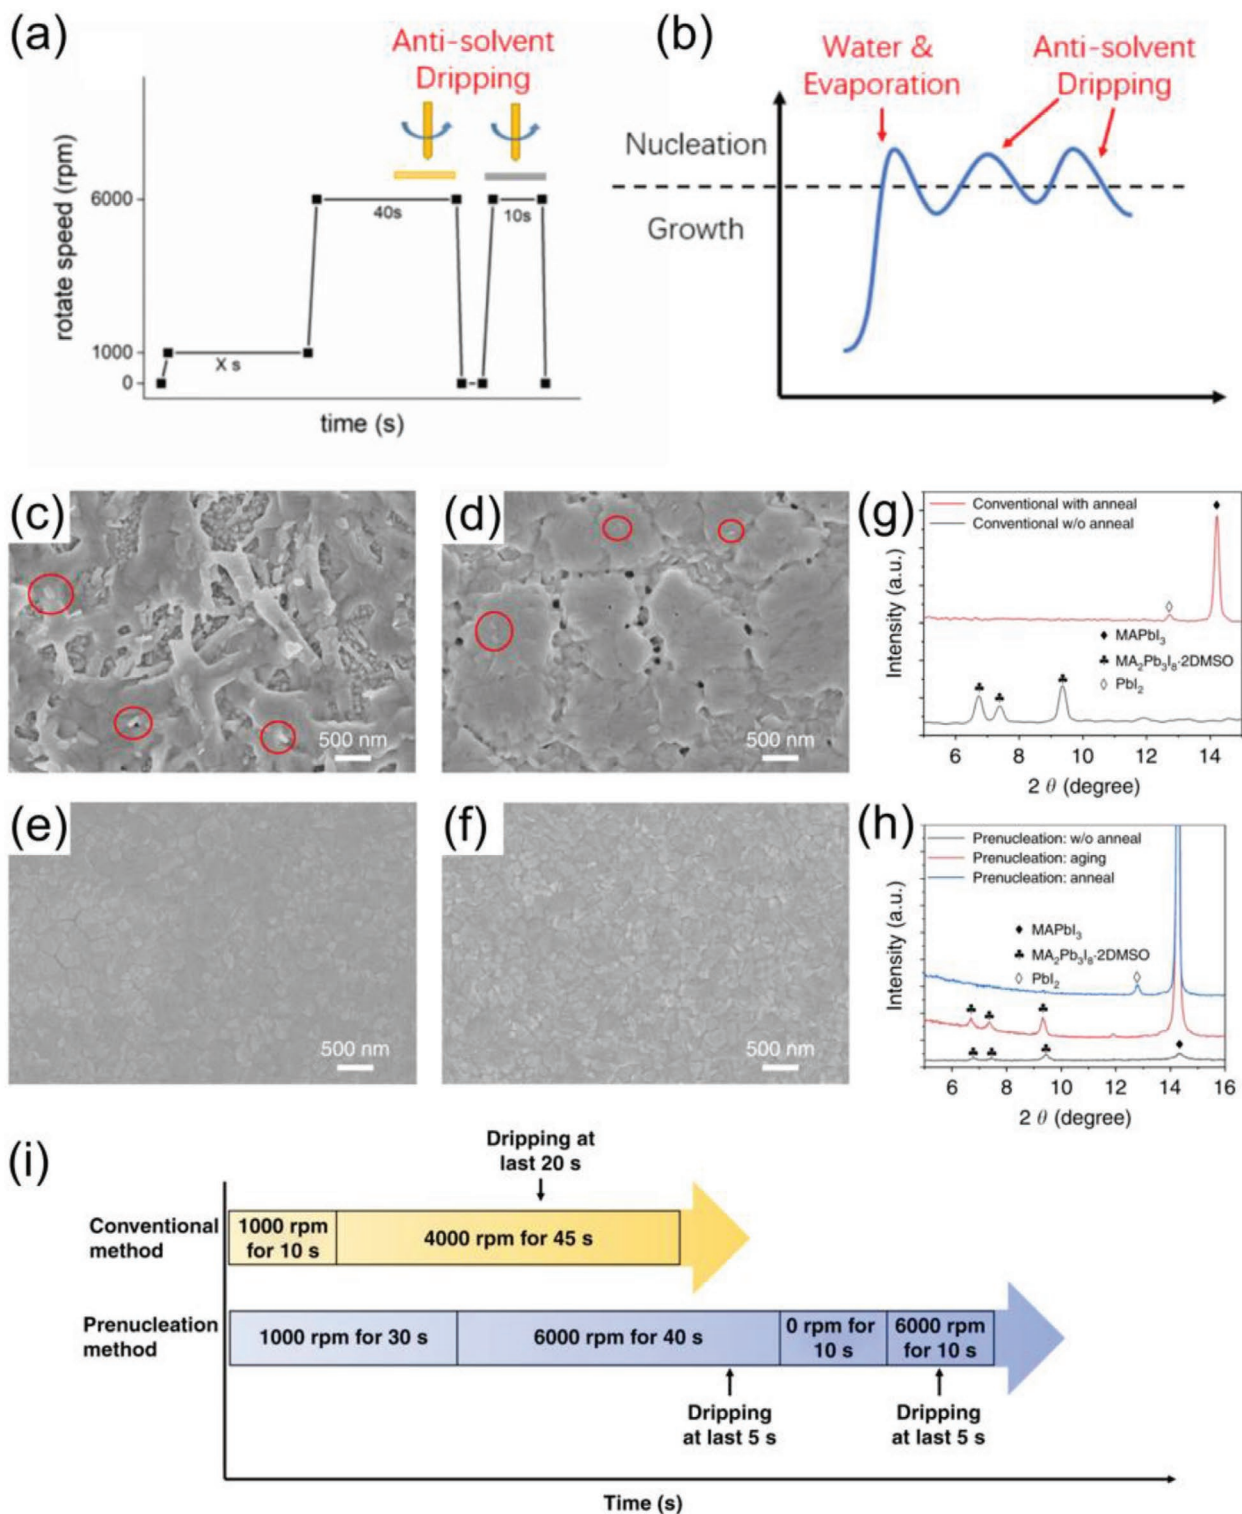 (a)
Anti-solvent
Dripping
rotate speed (rpm)
6000
1000
0
40s
10s
X s
time (s)
(b)
Water &
Evaporation
Anti-solvent
Dripping
Nucleation
Growth
(c)
500 nm
(d)
500 nm
(g)
Conventional with anneal
Conventional w/o anneal
Intensity (a.u.)
♦ MAPbI3
♣ MA2Pb3I8·2DMSO
◊ PbI2
6 8 10 12 14
2 θ (degree)
(e)
500 nm
(f)
500 nm
(h)
Prenucleation: w/o anneal
Prenucleation: aging
Prenucleation: anneal
Intensity (a.u.)
♦ MAPbI3
♣ MA2Pb3I8·2DMSO
◊ PbI2
6 8 10 12 14 16
2 θ (degree)
(i)
Dripping at
last 20 s
Conventional
method
1000 rpm
for 10 s
4000 rpm for 45 s
Prenucleation
method
1000 rpm for 30 s
6000 rpm for 40 s
0 rpm for
10 s
6000 rpm
for 10 s
Dripping
at last 5 s
Dripping
at last 5 s
Time (s)